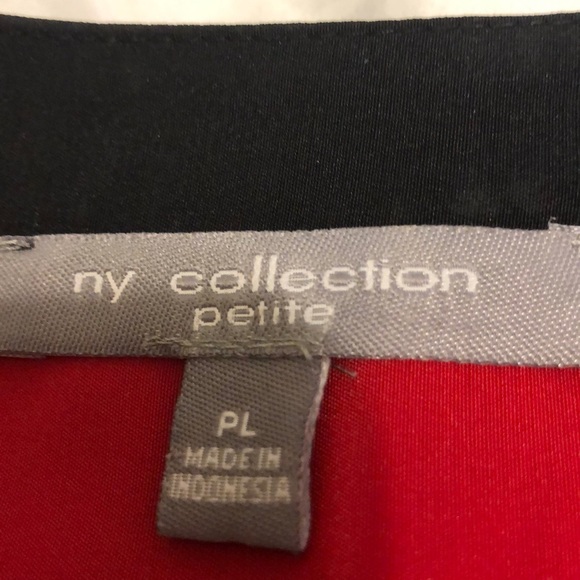 ny collection
petite
PL
MADE IN
INDONESIA